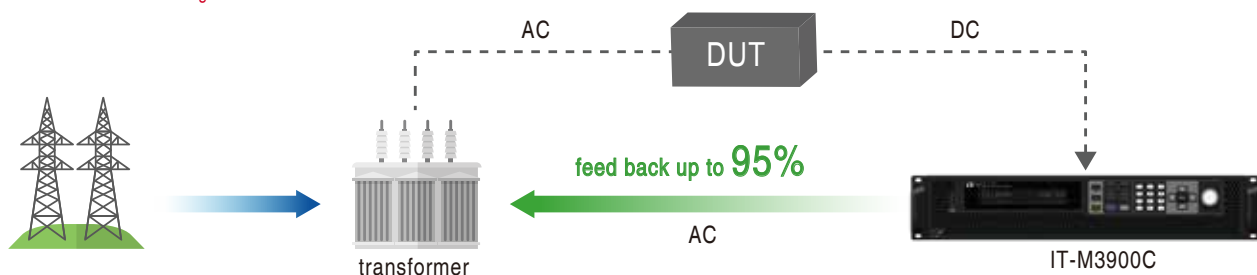 AC
DUT
DC
feed back up to 95%
AC
transformer
IT-M3900C